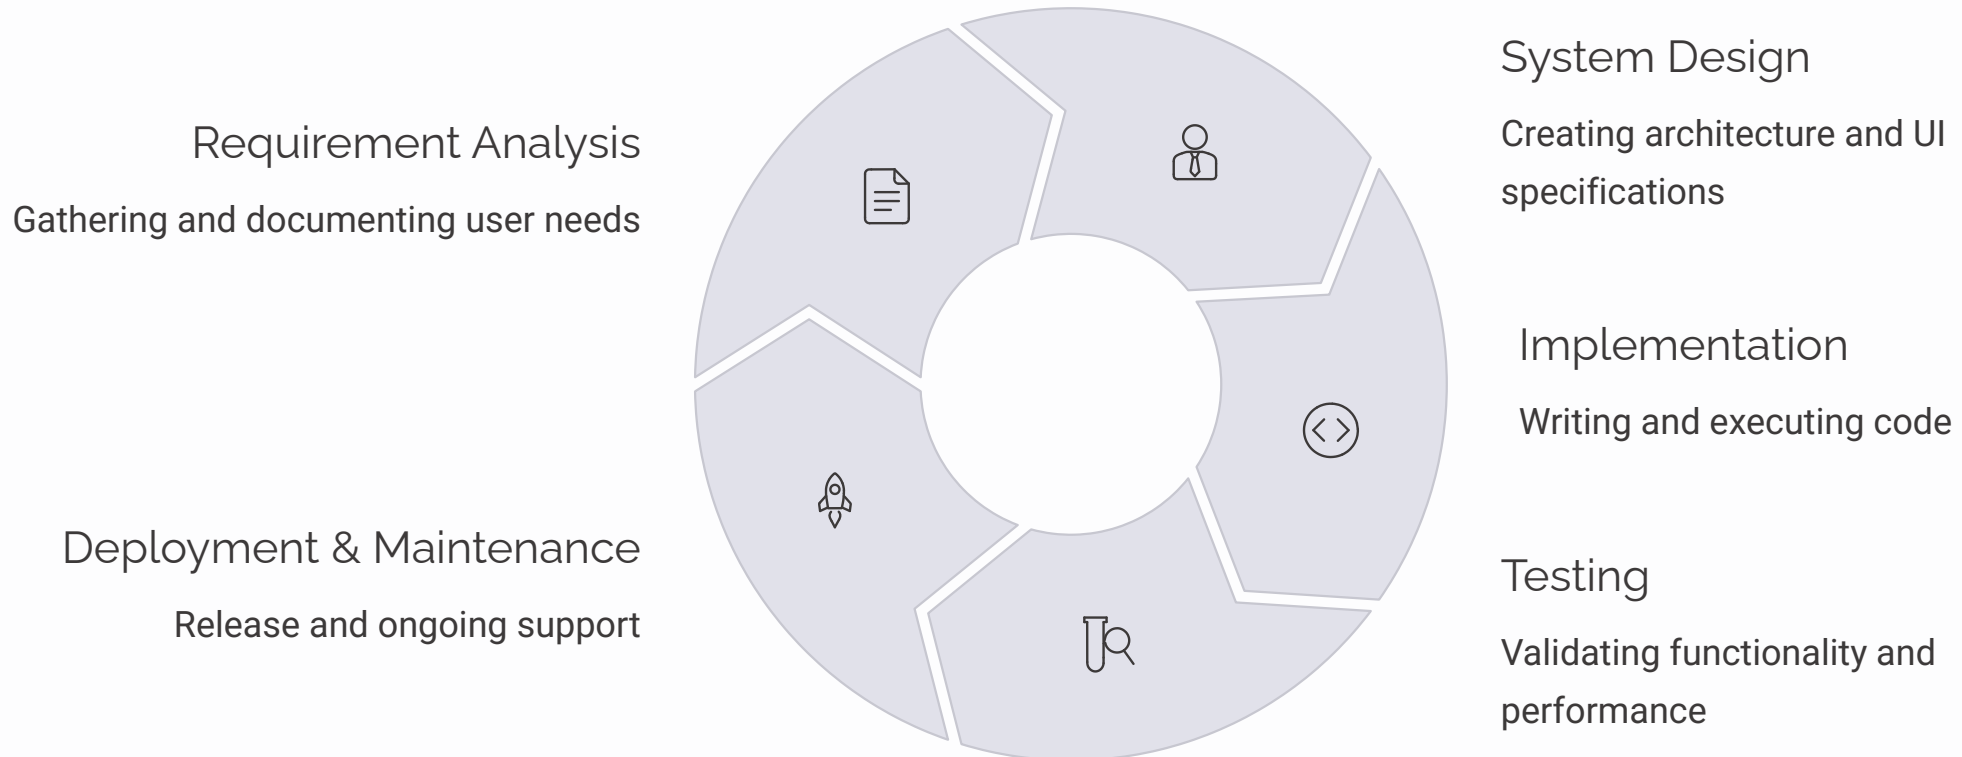 Requirement Analysis
Gathering and documenting user needs
System Design
Creating architecture and UI
specifications
Implementation
Writing and executing code
Testing
Validating functionality and
performance
Deployment & Maintenance
Release and ongoing support